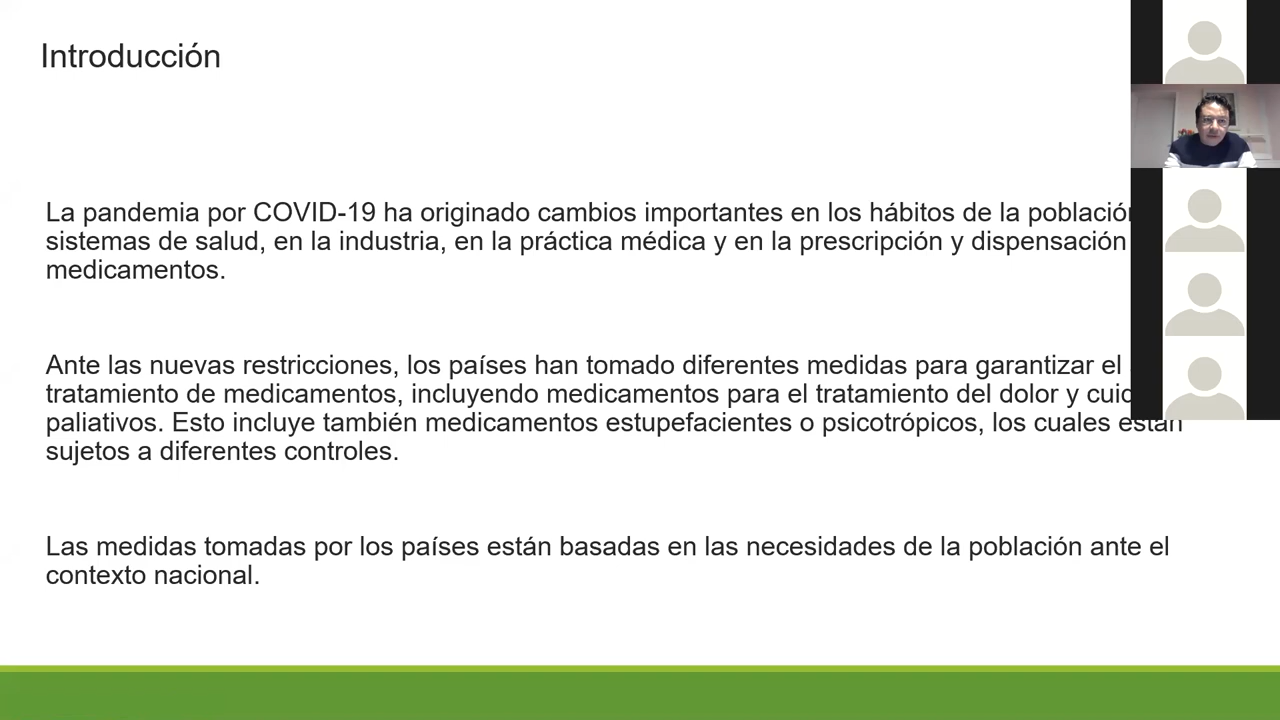 Introducción
La pandemia por COVID-19 ha originado cambios importantes en los hábitos de la población
sistemas de salud, en la industria, en la práctica médica y en la prescripción y dispensación
medicamentos.
Ante las nuevas restricciones, los países han tomado diferentes medidas para garantizar el
tratamiento de medicamentos, incluyendo medicamentos para el tratamiento del dolor y
paliativos. Esto incluye también medicamentos estupefacientes o psicotrópicos, los cuales están
sujetos a diferentes controles.
Las medidas tomadas por los países están basadas en las necesidades de la población ante el
contexto nacional.